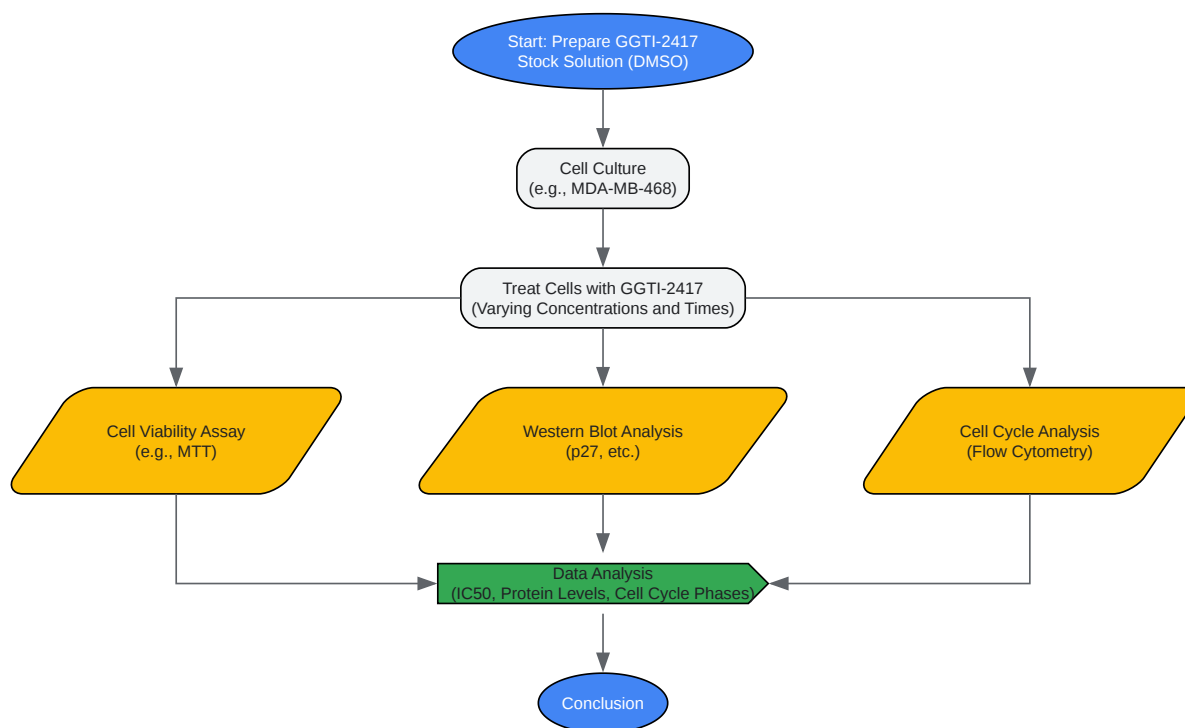 Start: Prepare GGTI-2417
Stock Solution (DMSO)
Cell Culture
(e.g., MDA-MB-468)
Treat Cells with GGTI-2417
(Varying Concentrations and Times)
Cell Viability Assay
(e.g., MTT)
Western Blot Analysis
(p27, etc.)
Cell Cycle Analysis
(Flow Cytometry)
Data Analysis
(IC50, Protein Levels, Cell Cycle Phases)
Conclusion